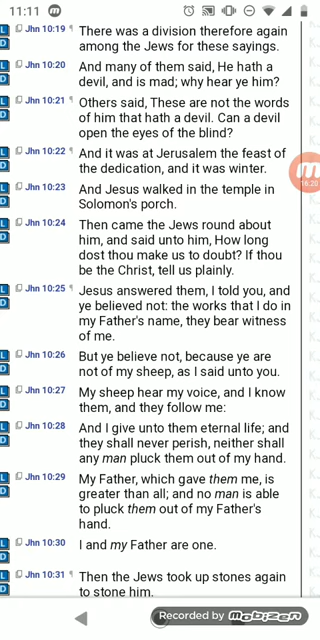 11:11
Jhn 10:19 ¶ There was a division therefore again
among the Jews for these sayings.
Jhn 10:20 And many of them said, He hath a
devil, and is mad; why hear ye him?
Jhn 10:21 ¶ Others said, These are not the words
of him that hath a devil. Can a devil
open the eyes of the blind?
Jhn 10:22 ¶ And it was at Jerusalem the feast of
the dedication, and it was winter.
Jhn 10:23 And Jesus walked in the temple in
Solomon's porch.
Jhn 10:24 Then came the Jews round about
him, and said unto him, How long
dost thou make us to doubt? If thou
be the Christ, tell us plainly.
Jhn 10:25 ¶ Jesus answered them, I told you, and
ye believed not: the works that I do in
my Father's name, they bear witness
of me.
Jhn 10:26 But ye believe not, because ye are
not of my sheep, as I said unto you.
Jhn 10:27 My sheep hear my voice, and I know
them, and they follow me:
Jhn 10:28 And I give unto them eternal life; and
they shall never perish, neither shall
any man pluck them out of my hand.
Jhn 10:29 My Father, which gave them me, is
greater than all; and no man is able
to pluck them out of my Father's
hand.
Jhn 10:30 I and my Father are one.
Jhn 10:31 ¶ Then the Jews took up stones again
to stone him.
L
D
L
D
L
D
L
D
L
D
L
D
L
D
L
D
L
D
L
D
L
D
L
D
L
D
16:20
Recorded by mobizen